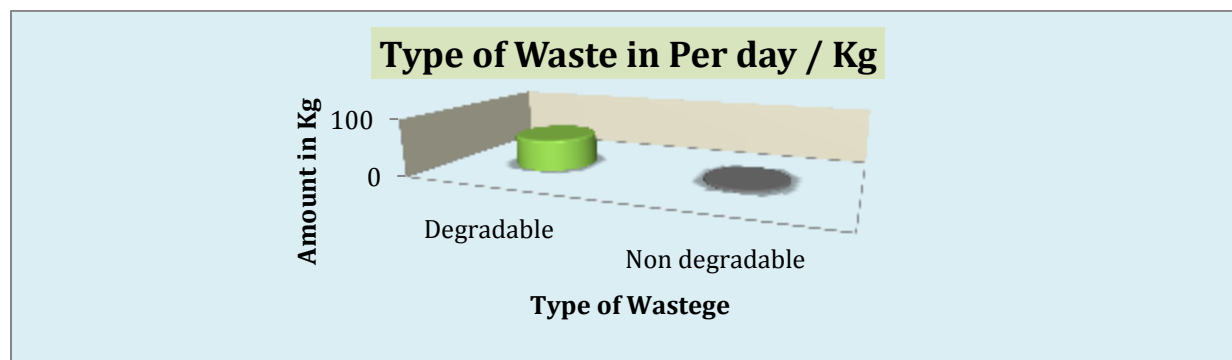 Type of Waste in Per day / Kg
Amount in Kg
100
0
Degradable
Non degradable
Type of Wastege